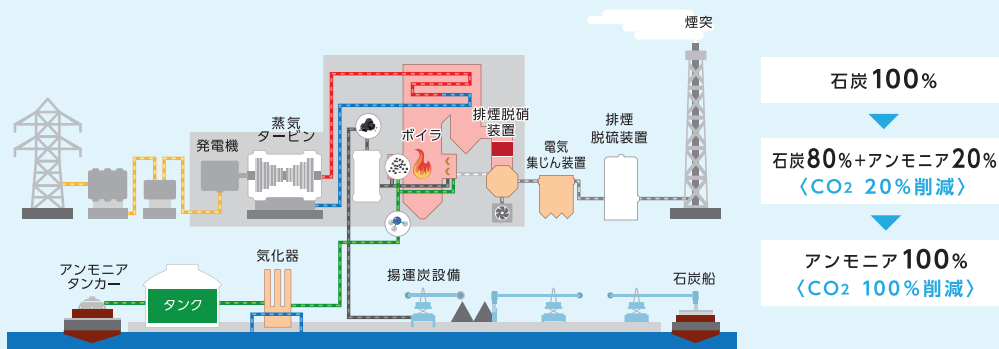 煙突
蒸気
タービン
発電機
ボイラ
排煙脱硝
装置
電気
集じん装置
排煙
脱硫装置
アンモニア
タンカー
タンク
気化器
揚運炭設備
石炭船
石炭100%
石炭80%+アンモニア20%
〈CO2 20%削減〉
アンモニア100%
〈CO2 100%削減〉